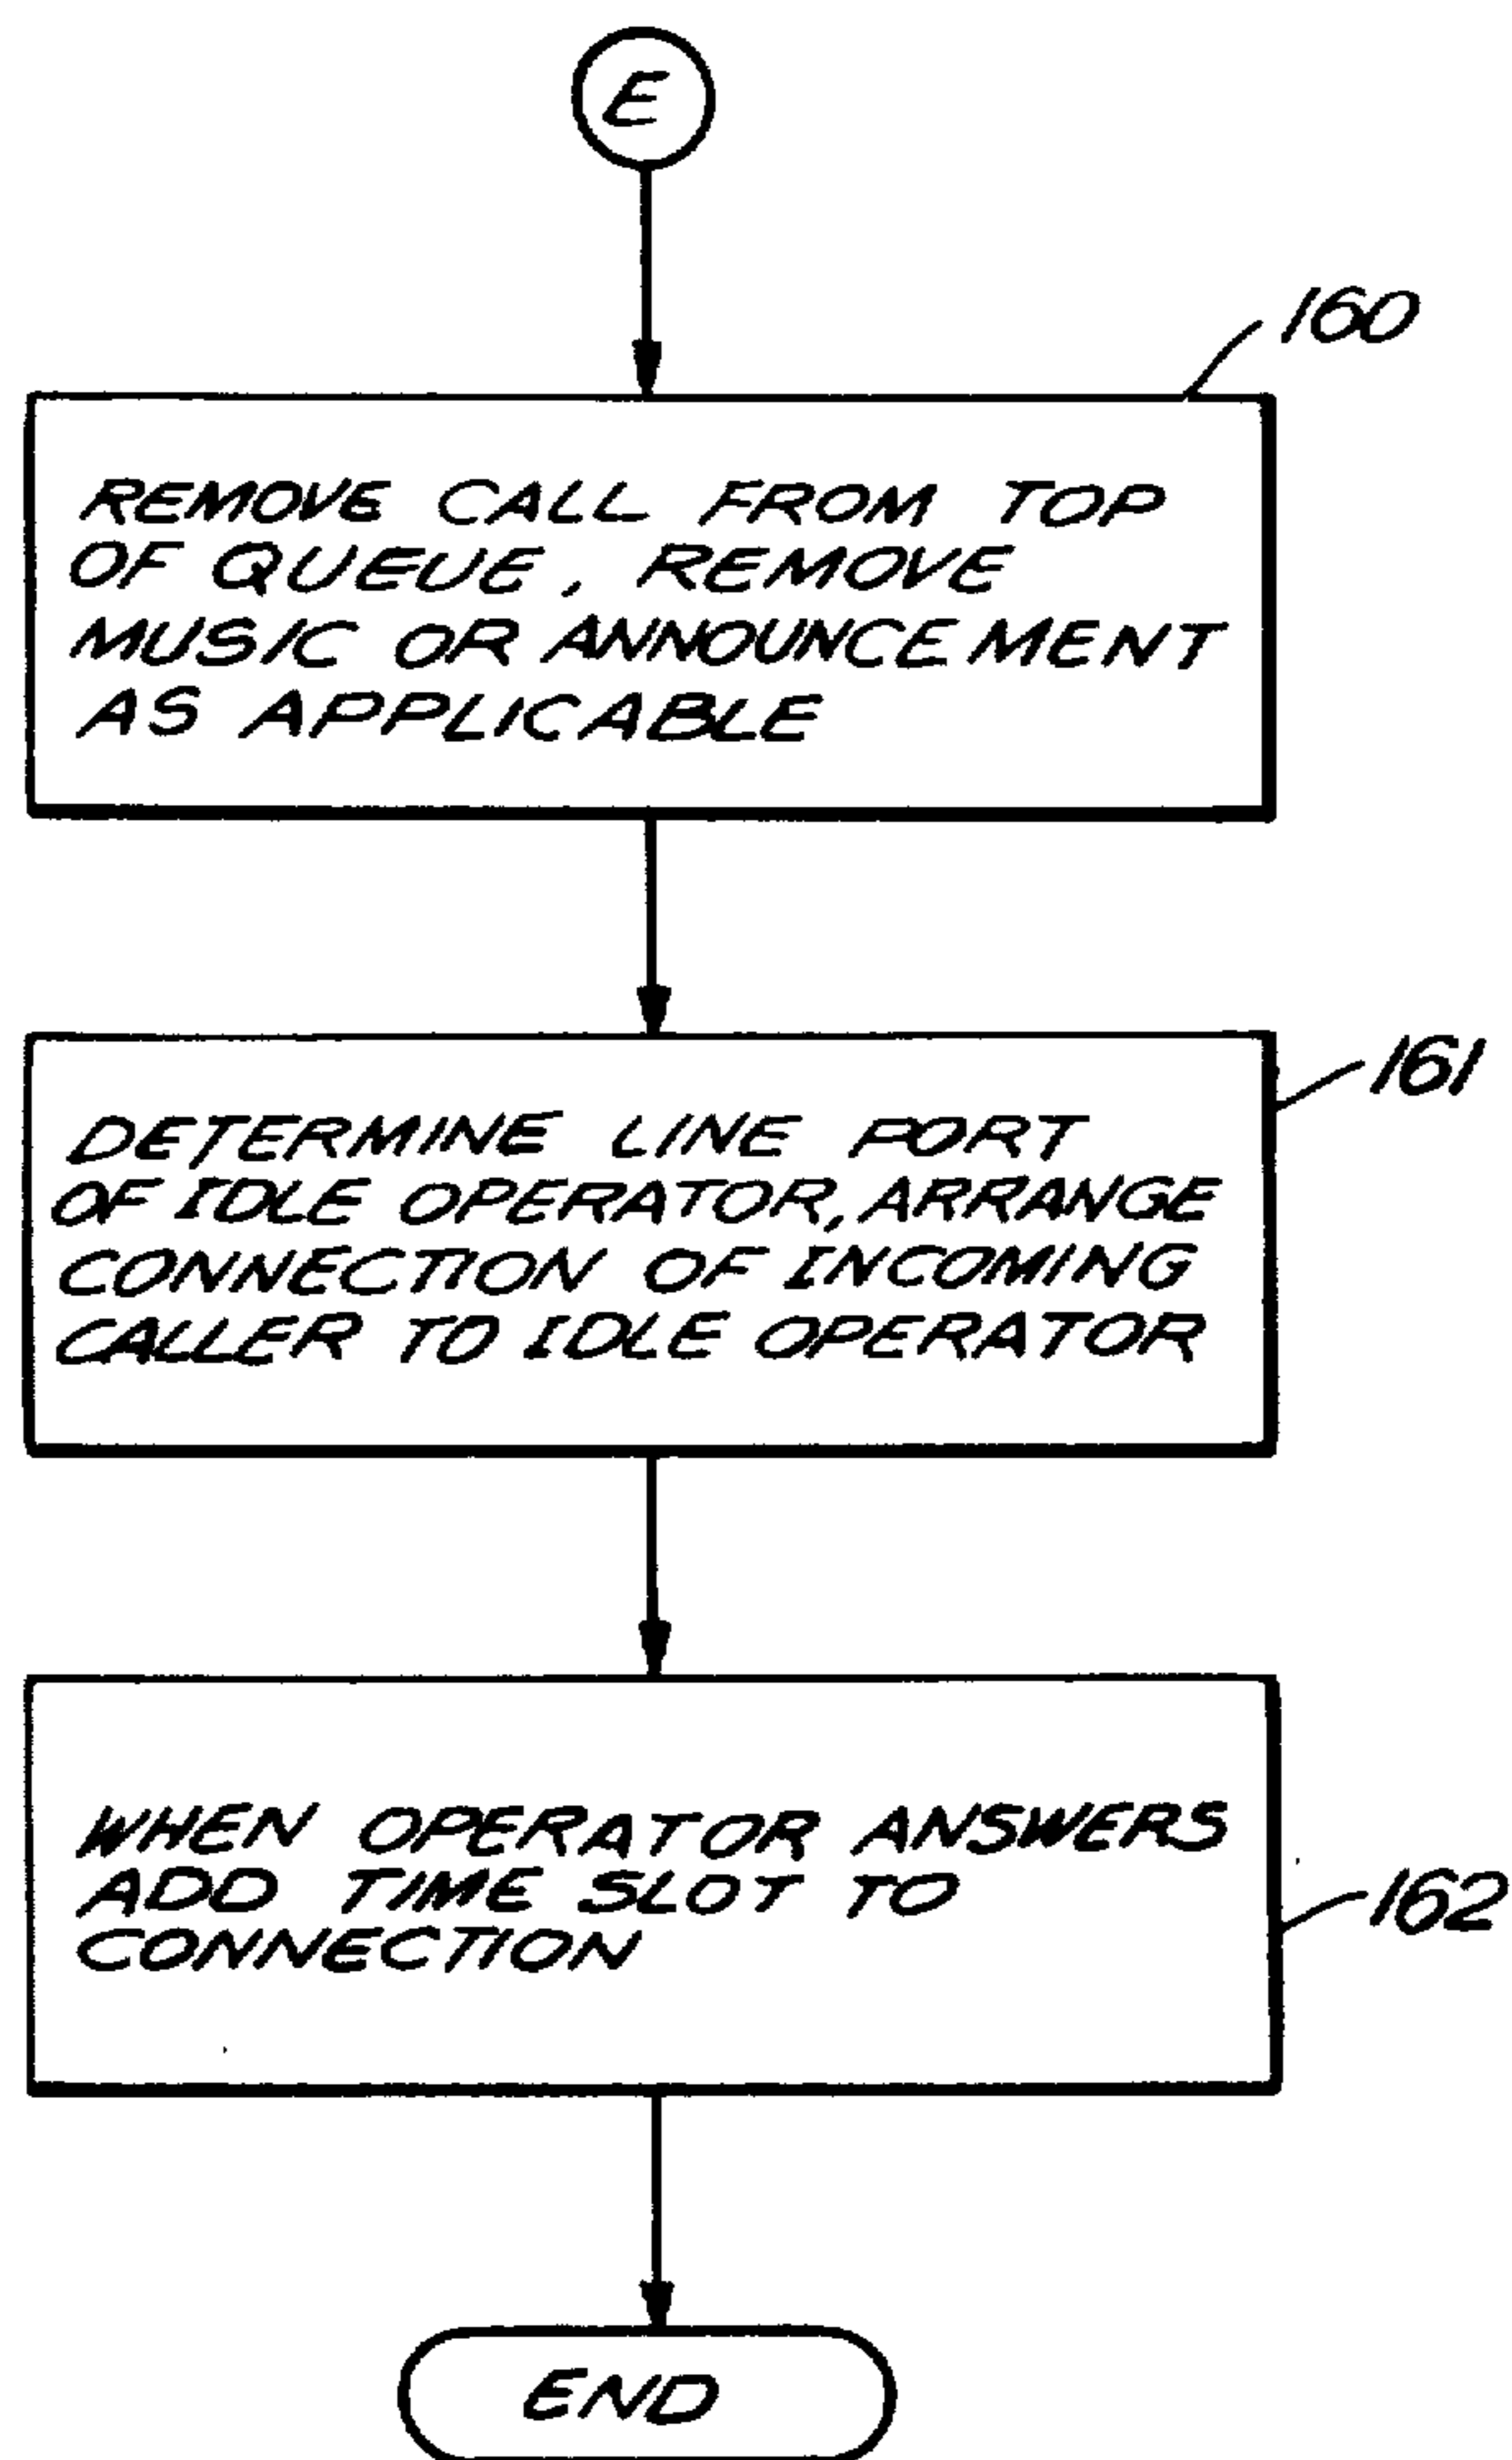 E
160
REMOVE CALL FROM TOP
OF QUEUE, REMOVE
MUSIC OR ANNOUNCEMENT
AS APPLICABLE
161
DETERMINE LINE PORT
OF IDLE OPERATOR, ARRANGE
CONNECTION OF INCOMING
CALLER TO IDLE OPERATOR
WHEN OPERATOR ANSWERS
ADD TIME SLOT TO
CONNECTION
162
END